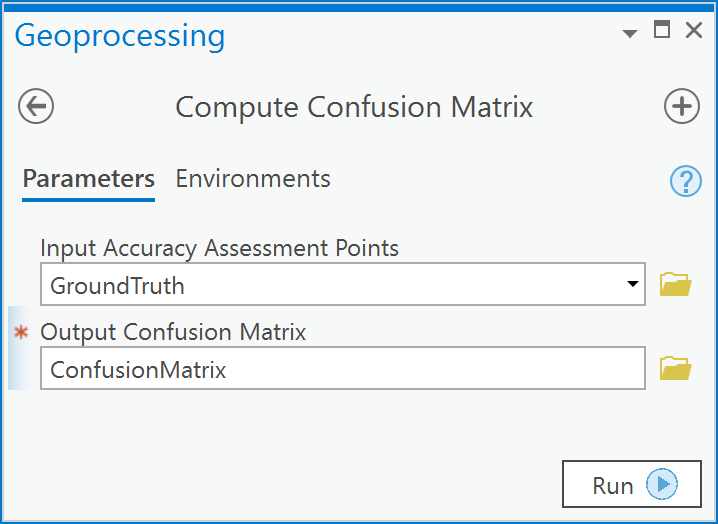 Geoprocessing
Compute Confusion Matrix
Parameters Environments
?
Input Accuracy Assessment Points
GroundTruth
* Output Confusion Matrix
ConfusionMatrix
Run